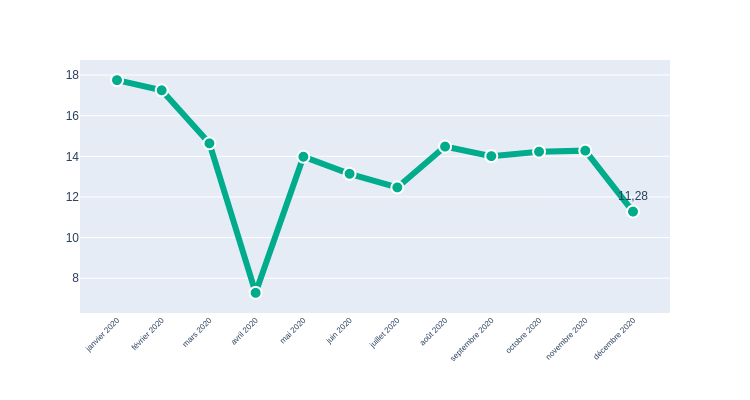 18
16
14
12
10
8
11,28
janvier 2020
février 2020
mars 2020
avril 2020
mai 2020
juin 2020
juillet 2020
août 2020
septembre 2020
octobre 2020
novembre 2020
décembre 2020